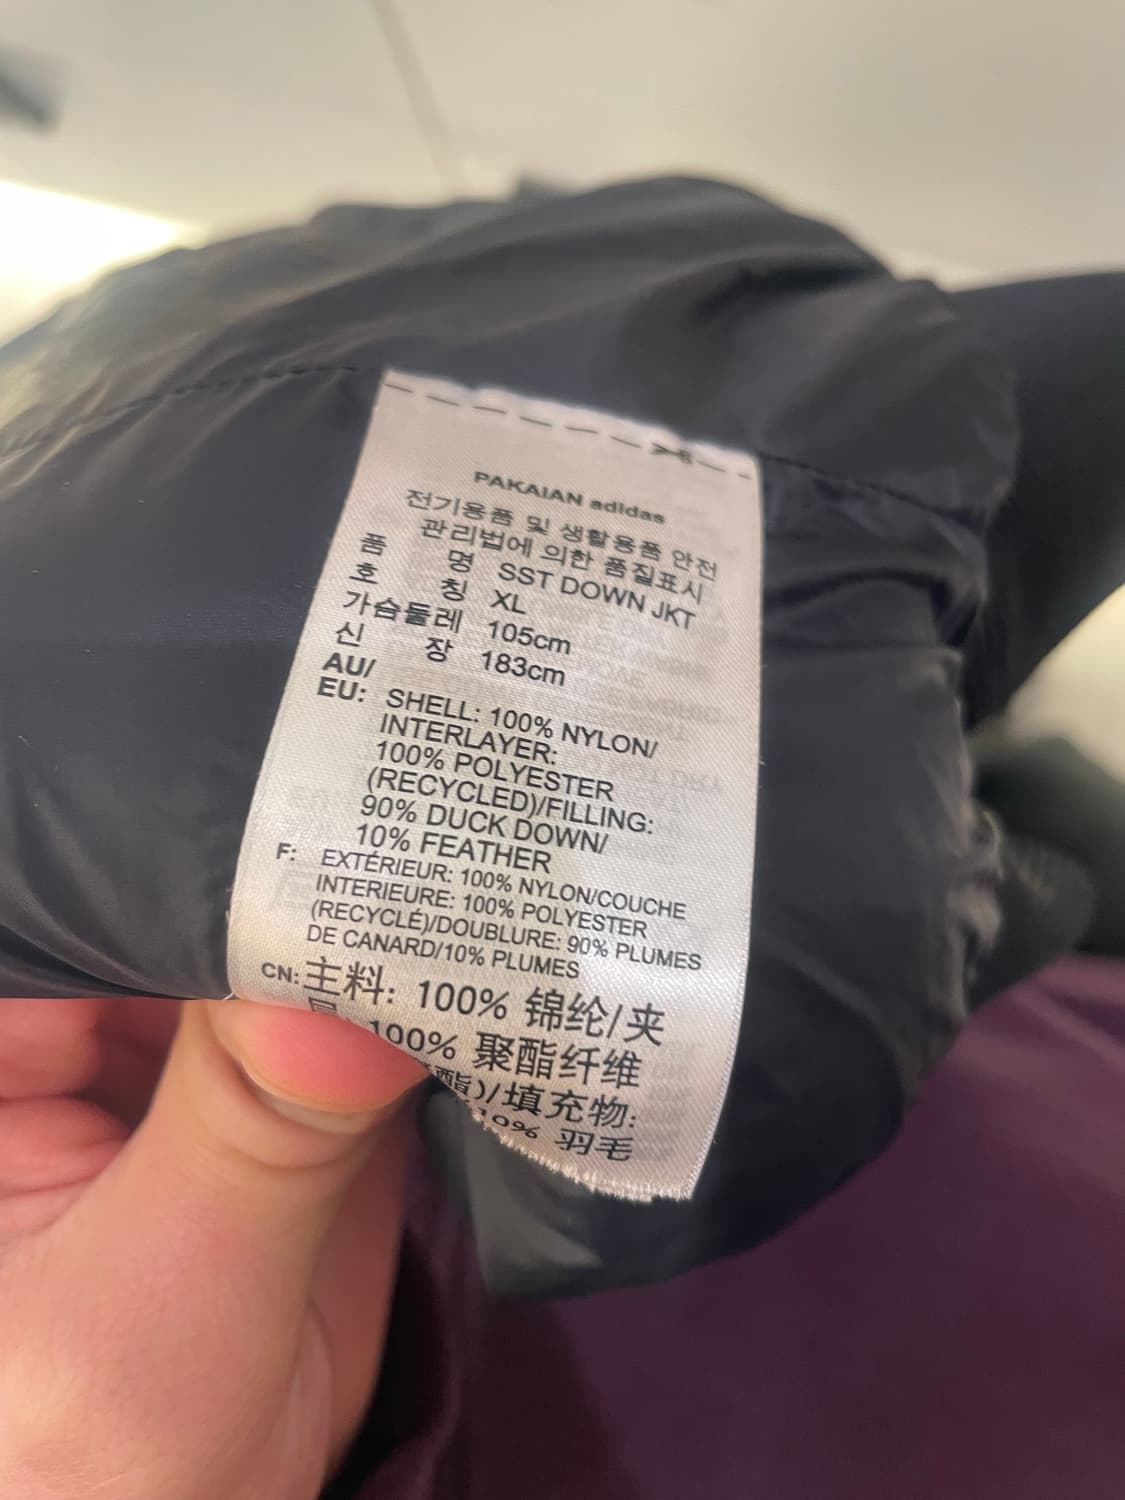 PAKAIAN adidas
전기용품 및 생활용품 안전
관리법에 의한 품질표시
품 명 SST DOWN JKT
호 칭 XL
가슴둘레 105cm
신 장 183cm
AU/
EU: SHELL: 100% NYLON/
INTERLAYER:
100% POLYESTER
(RECYCLED)/FILLING:
90% DUCK DOWN/
10% FEATHER
F: EXTÉRIEUR: 100% NYLON/COUCHE
INTERIEURE: 100% POLYESTER
(RECYCLÉ)/DOUBLURE: 90% PLUMES
DE CANARD/10% PLUMES
CN: 主料: 100% 锦纶/夹
层 100% 聚酯纤维
酯)/填充物:
10% 羽毛